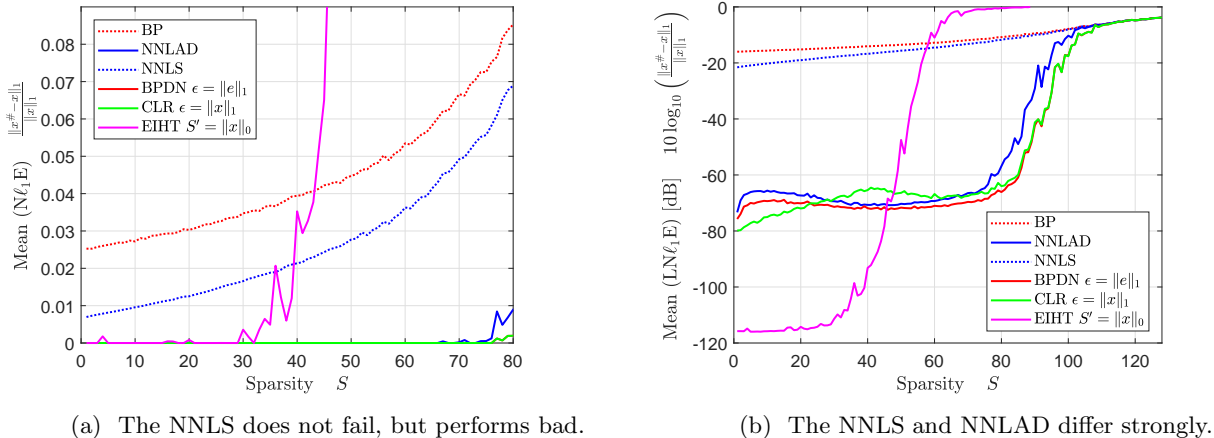 Mean (Nℓ₁E) ‖x^#−x‖₁ / ‖x‖₁
0.09
0.08
0.07
0.06
0.05
0.04
0.03
0.02
0.01
0
BP
NNLAD
NNLS
BPDN ϵ = ‖e‖₁
CLR ϵ = ‖x‖₁
EIHT S′ = ‖x‖₀
0 10 20 30 40 50 60 70 80
Sparsity S
(a) The NNLS does not fail, but performs bad.
Mean (LNℓ₁E) [dB] 10 log₁₀ (‖x^#−x‖₁ / ‖x‖₁)
0
-20
-40
-60
-80
-100
-120
BP
NNLAD
NNLS
BPDN ϵ = ‖e‖₁
CLR ϵ = ‖x‖₁
EIHT S′ = ‖x‖₀
0 20 40 60 80 100 120
Sparsity S
(b) The NNLS and NNLAD differ strongly.